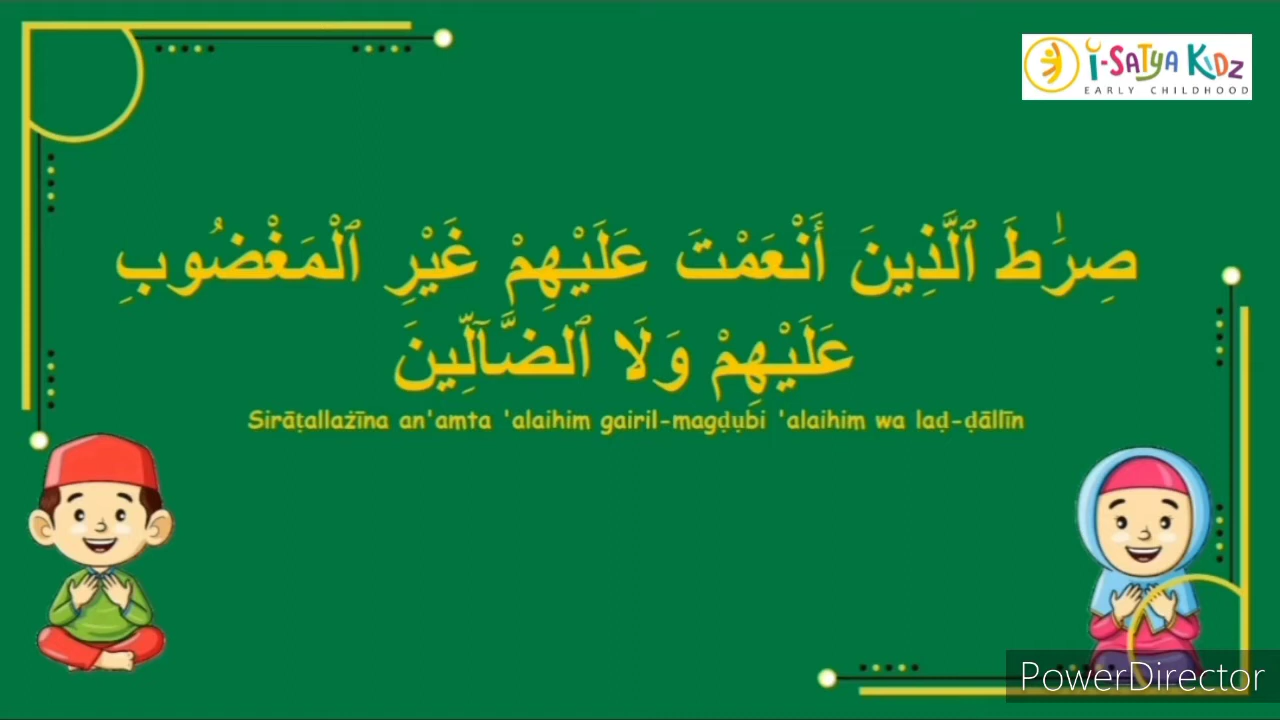 i-SATYA KiDZ
EARLY CHILDHOOD
صِرَٰطَ ٱلَّذِينَ أَنْعَمْتَ عَلَيْهِمْ غَيْرِ ٱلْمَغْضُوبِ
عَلَيْهِمْ وَلَا ٱلضَّآلِّينَ
Sirāṭallażīna an'amta 'alaihim gairil-magḍụbi 'alaihim wa laḍ-ḍāllīn
PowerDirector